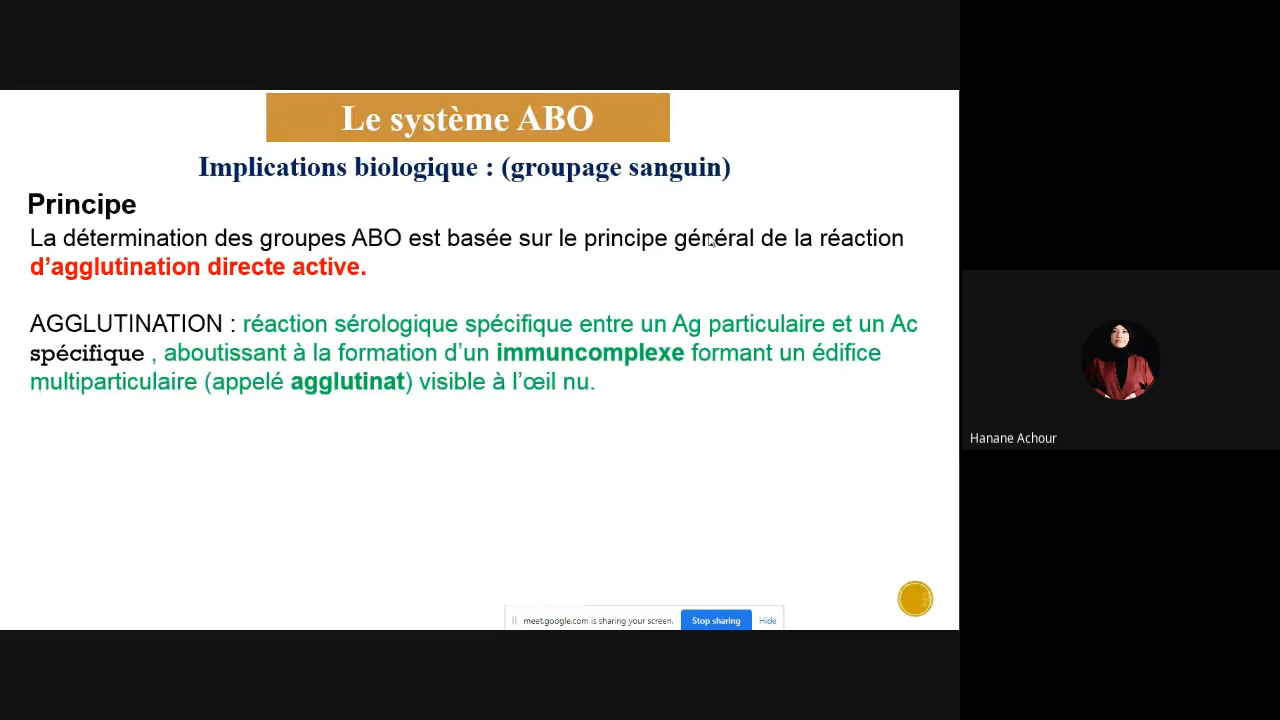 Le système ABO
Implications biologique : (groupage sanguin)
Principe
La détermination des groupes ABO est basée sur le principe général de la réaction
d’agglutination directe active.
AGGLUTINATION : réaction sérologique spécifique entre un Ag particulaire et un Ac
spécifique , aboutissant à la formation d’un immuncomplexe formant un édifice
multiparticulaire (appelé agglutinat) visible à l’œil nu.
Hanane Achour
meet.google.com is sharing your screen. Stop sharing Hide